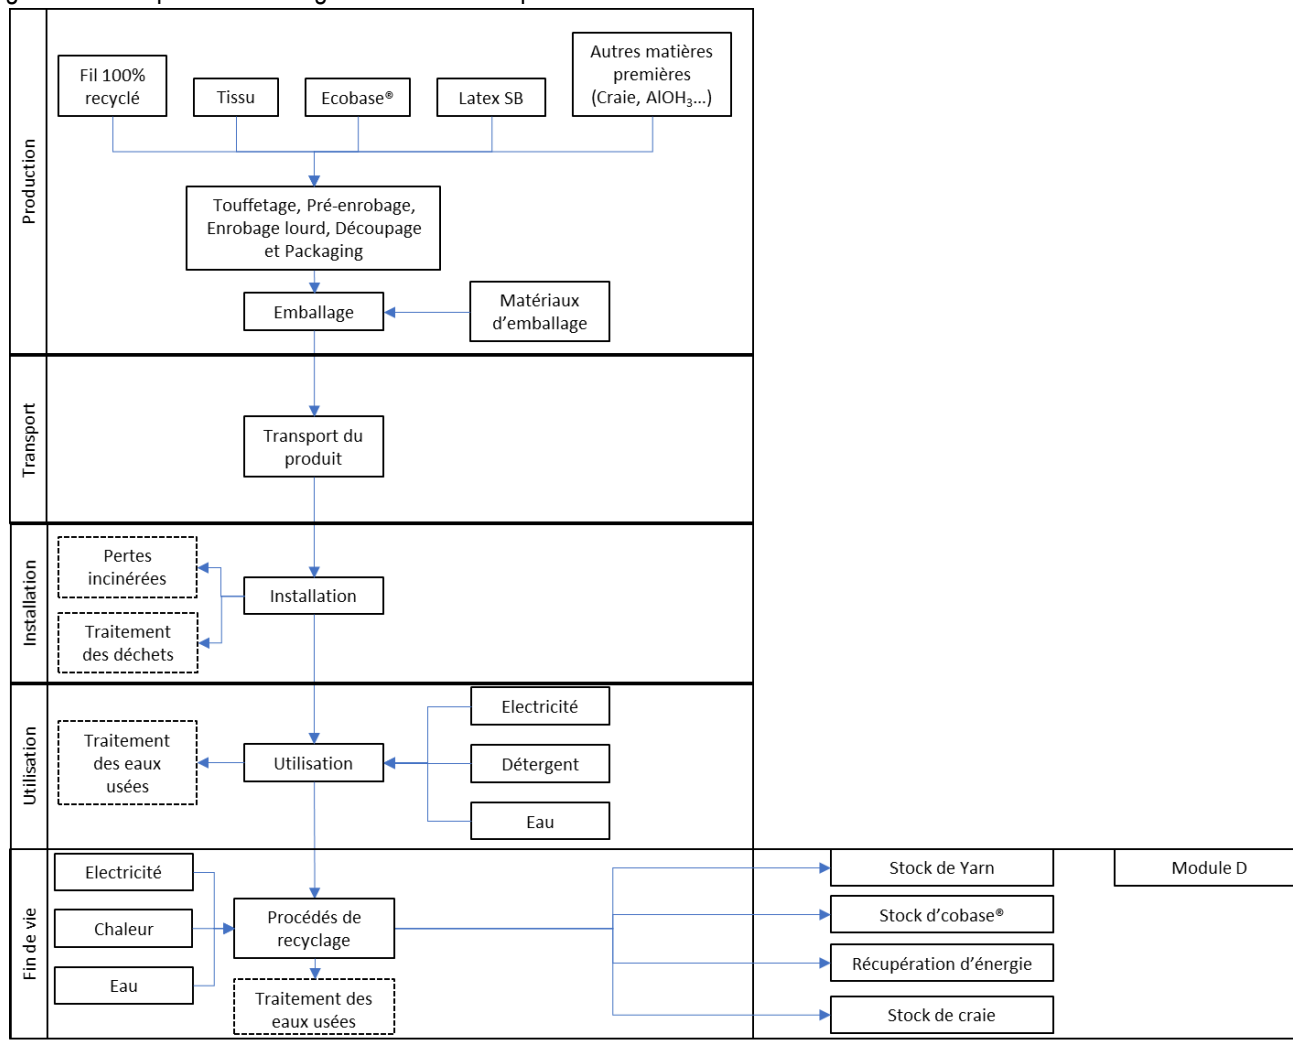 Production
Fil 100%
recyclé
Tissu
Ecobase®
Latex SB
Autres matières
premières
(Craie, AlOH₃...)
Touffetage, Pré-enrobage,
Enrobage lourd, Découpage
et Packaging
Emballage
Matériaux
d’emballage
Transport
Transport du
produit
Installation
Pertes
incinérées
Installation
Traitement
des déchets
Utilisation
Traitement
des eaux
usées
Utilisation
Electricité
Détergent
Eau
Fin de vie
Electricité
Chaleur
Eau
Procédés de
recyclage
Traitement des
eaux usées
Stock de Yarn
Stock d’cobase®
Récupération d’énergie
Stock de craie
Module D